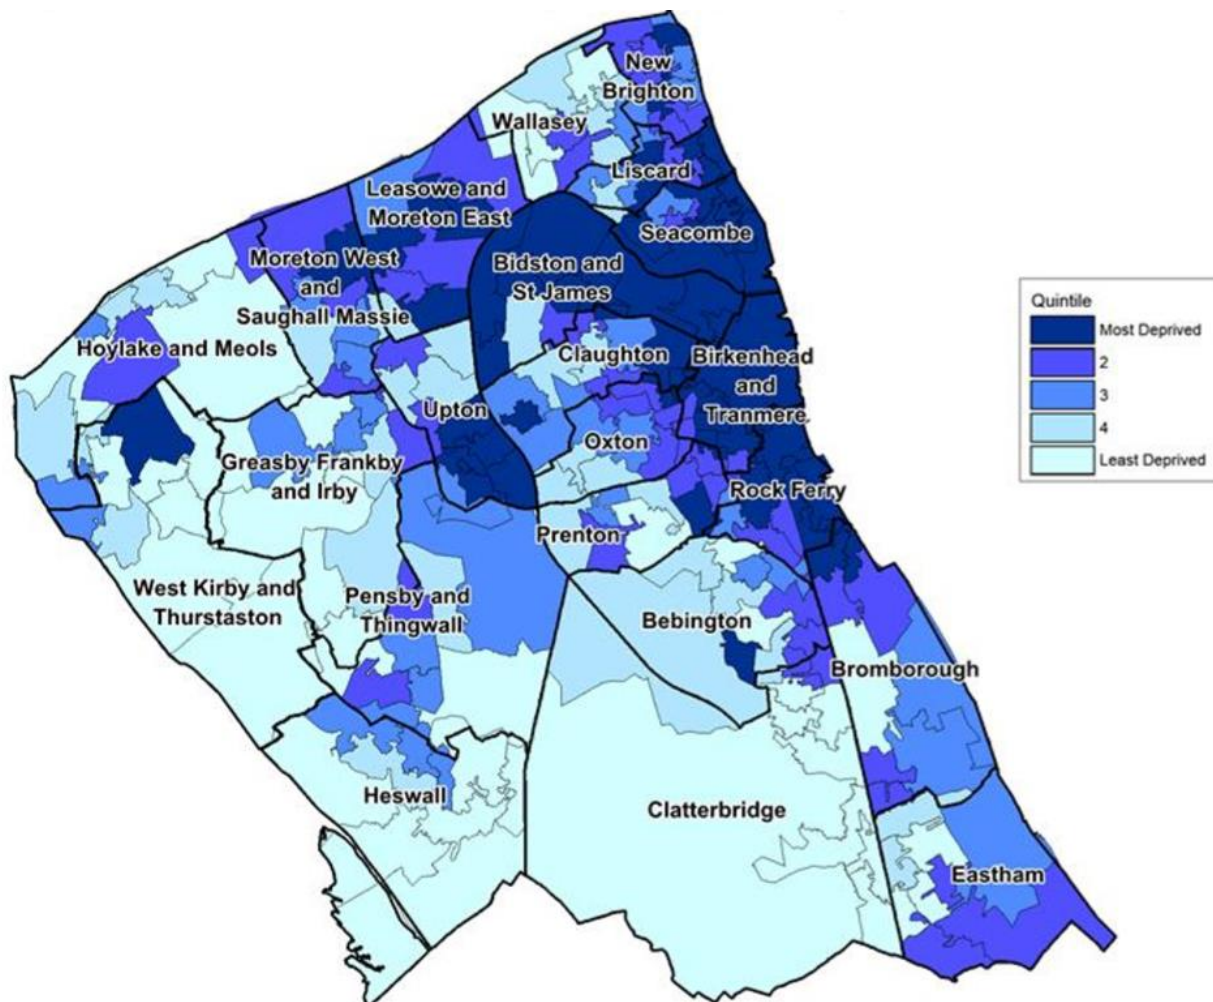 New
Brighton
Wallasey
Liscard
Leasowe and
Moreton East
Seacombe
Moreton West
and
Saughall Massie
Bidston and
St James
Hoylake and Meols
Claughton
Birkenhead
and
Tranmere
Upton
Oxton
Greasby Frankby
and Irby
Rock Ferry
Prenton
West Kirby and
Thurstaston
Pensby and
Thingwall
Bebington
Bromborough
Heswall
Clatterbridge
Eastham
Quintile
Most Deprived
2
3
4
Least Deprived